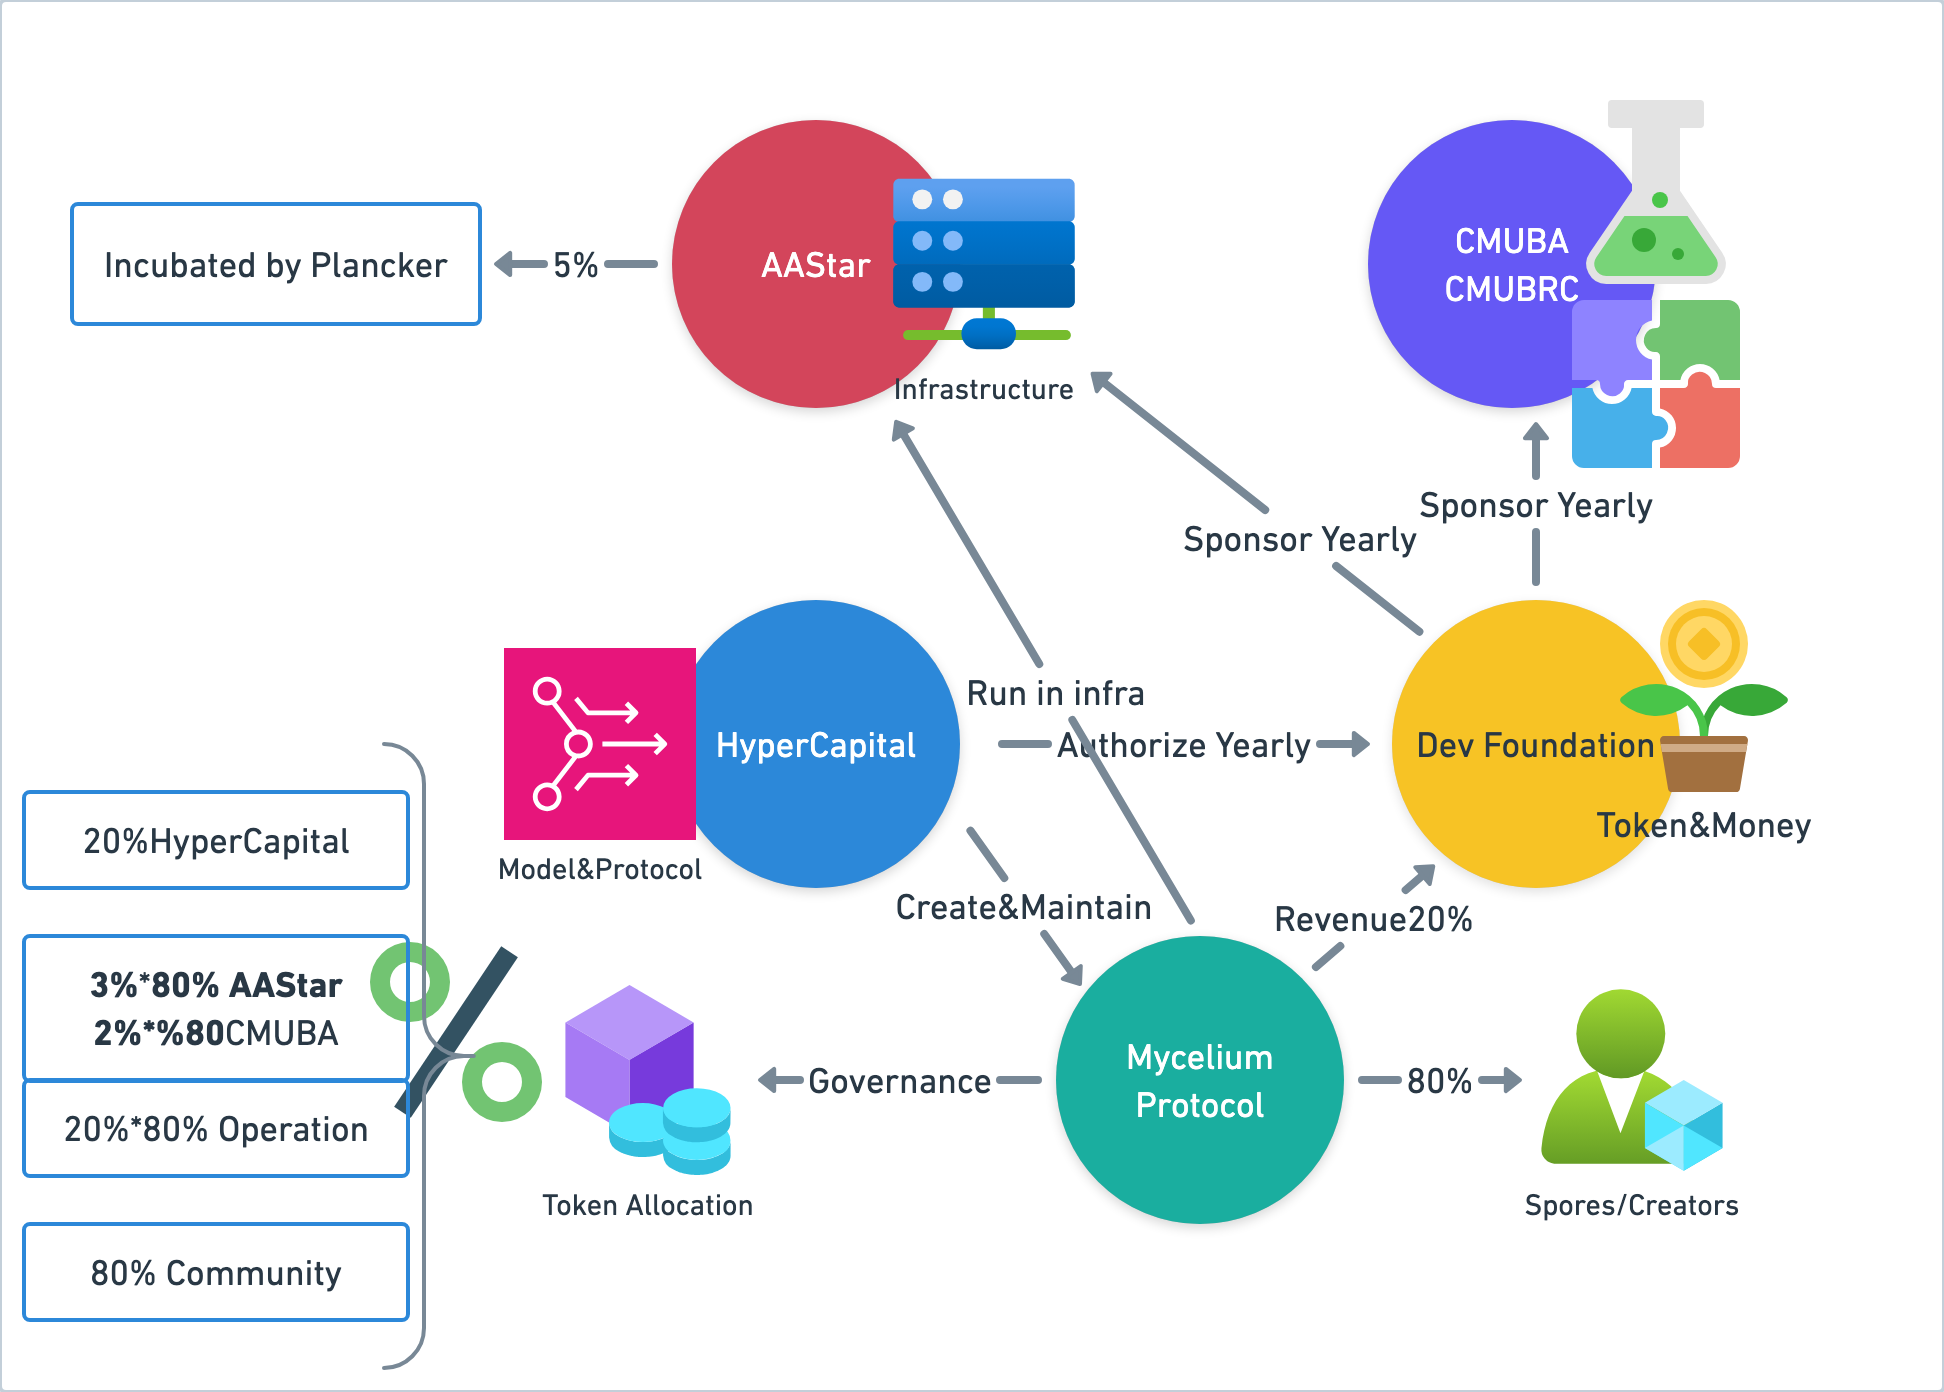 Incubated by Plancker
5%
AAStar
Infrastructure
CMUBA
CMUBRC
Sponsor Yearly
Sponsor Yearly
Run in infra
HyperCapital
Authorize Yearly
Dev Foundation
Token&Money
Model&Protocol
20%HyperCapital
Create&Maintain
Revenue20%
3%*80% AAStar
2%*%80CMUBA
20%*80% Operation
80% Community
Token Allocation
Governance
Mycelium
Protocol
80%
Spores/Creators